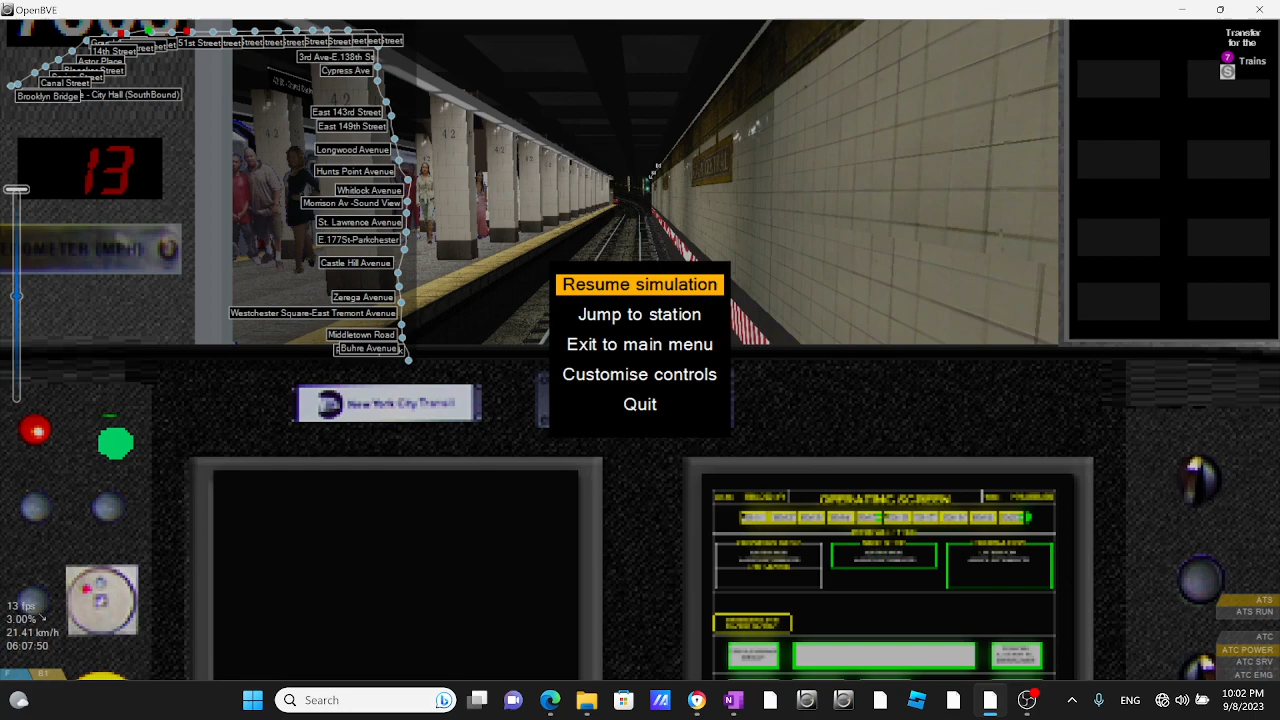 OpenBVE
Transfer
for the
7
Trains
S
51st Street
14th Street
Astor Place
Canal Street
Brooklyn Bridge
- City Hall (SouthBound)
3rd Ave-E.138th St
Cypress Ave
East 143rd Street
East 149th Street
Longwood Avenue
Hunts Point Avenue
Whitlock Avenue
Morrison Av -Sound View
St. Lawrence Avenue
E.177St-Parkchester
Castle Hill Avenue
Zerega Avenue
Westchester Square-East Tremont Avenue
Middletown Road
Buhre Avenue
13
42
42
Resume simulation
Jump to station
Exit to main menu
Customise controls
Quit
New York City Transit
13 fps
3.00%
21.41 km/h
06:07:50
F
B1
ATS
ATS RUN
ATC
ATC POWER
ATC SRV
ATC EMG
Search
ENG
10:02 PM
9/8/2023